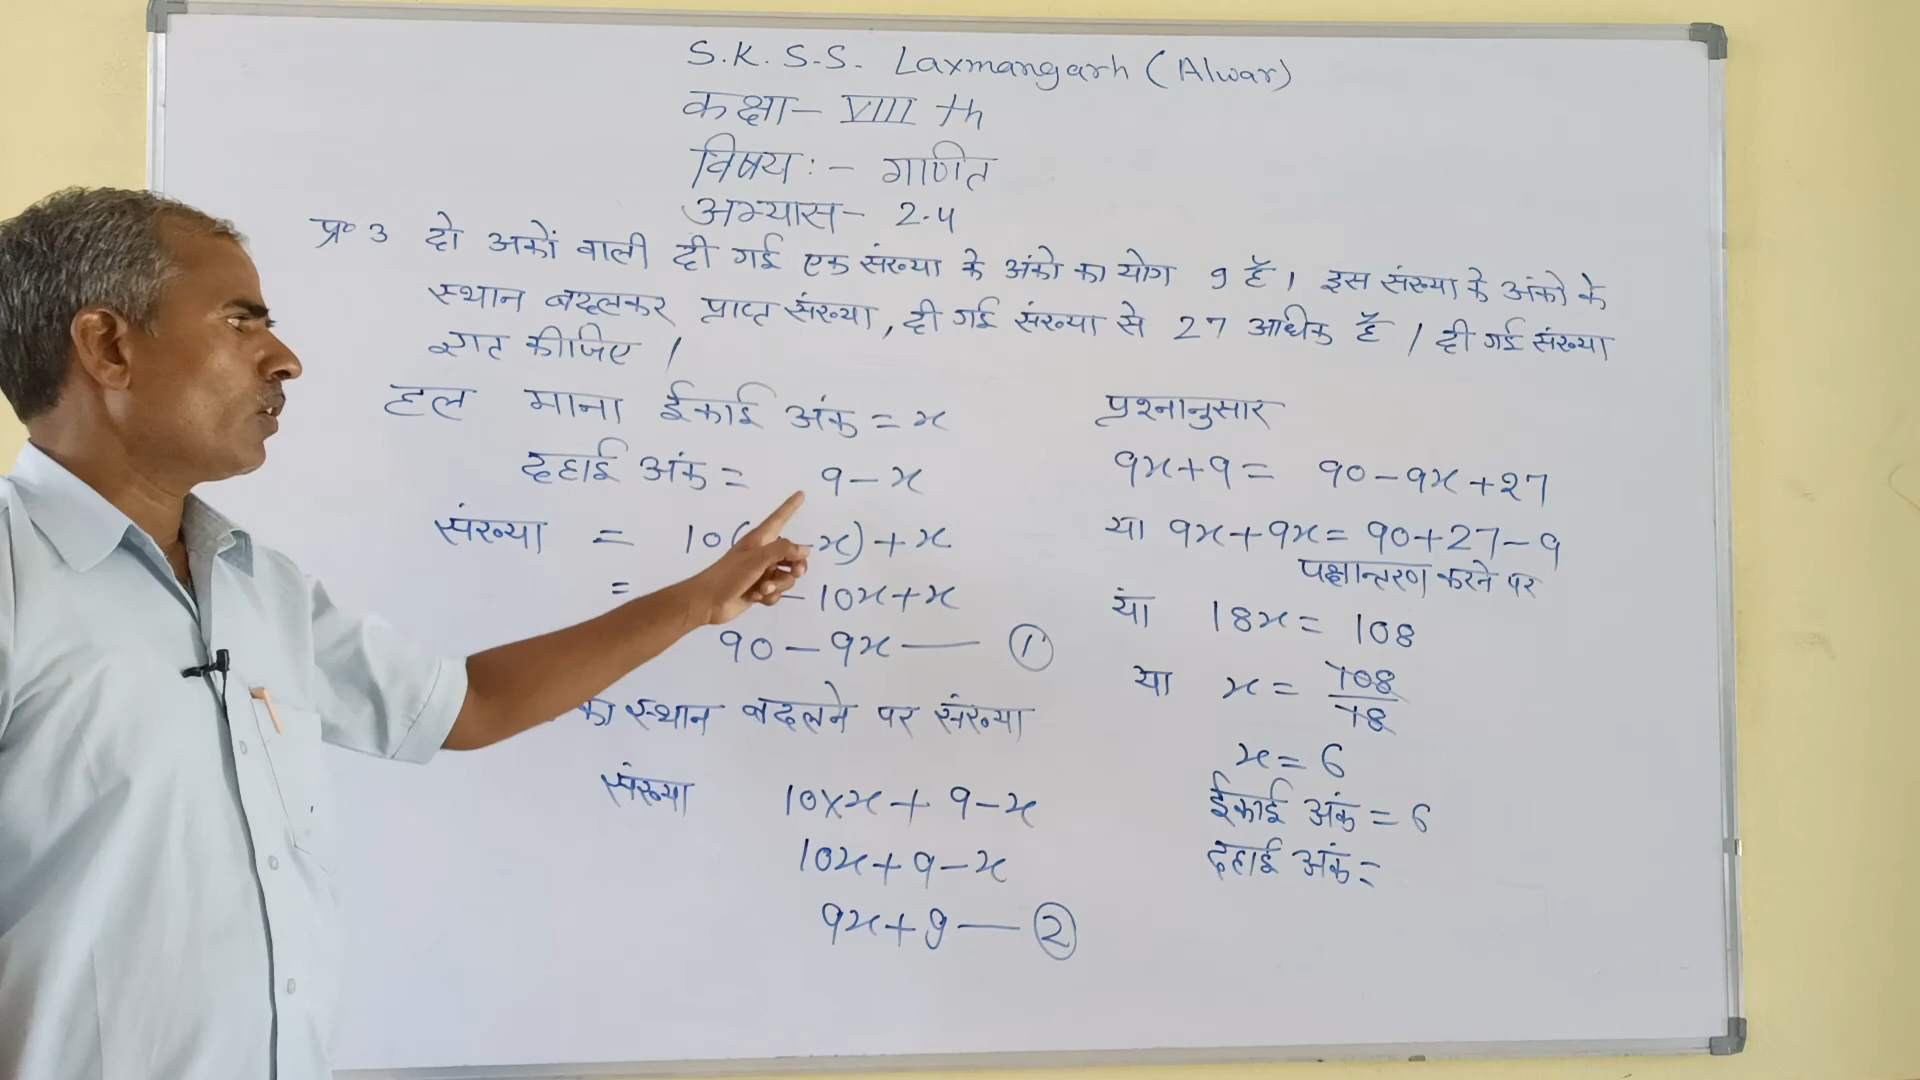 S.K. S.S. Laxmangarh (Alwar)
कक्षा- VIII th
विषय :- गणित
अभ्यास- 2.4
प्र० 3 दो अकों वाली दी गई एक संख्या के अंको का योग 9 है। इस संख्या के अंको के
स्थान बदलकर प्राप्त संख्या, दी गई संख्या से 27 अधिक है । दी गई संख्या
कीजिए ।
हल माना ईकाई अंक = x
दहाई अंक = 9-x
संख्या = 10( -x)+x
= -10x+x
90-9x — ①
का स्थान बदलने पर संख्या
संख्या 10×x+9-x
10x+9-x
9x+9 — ②
प्रश्नानुसार
9x+9= 90-9x+27
या 9x+9x= 90+27-9
पक्षान्तरण करने पर
यां 18x= 108
या x= 108/18
x=6
ईकाई अंक = 6
दहाई अंक =